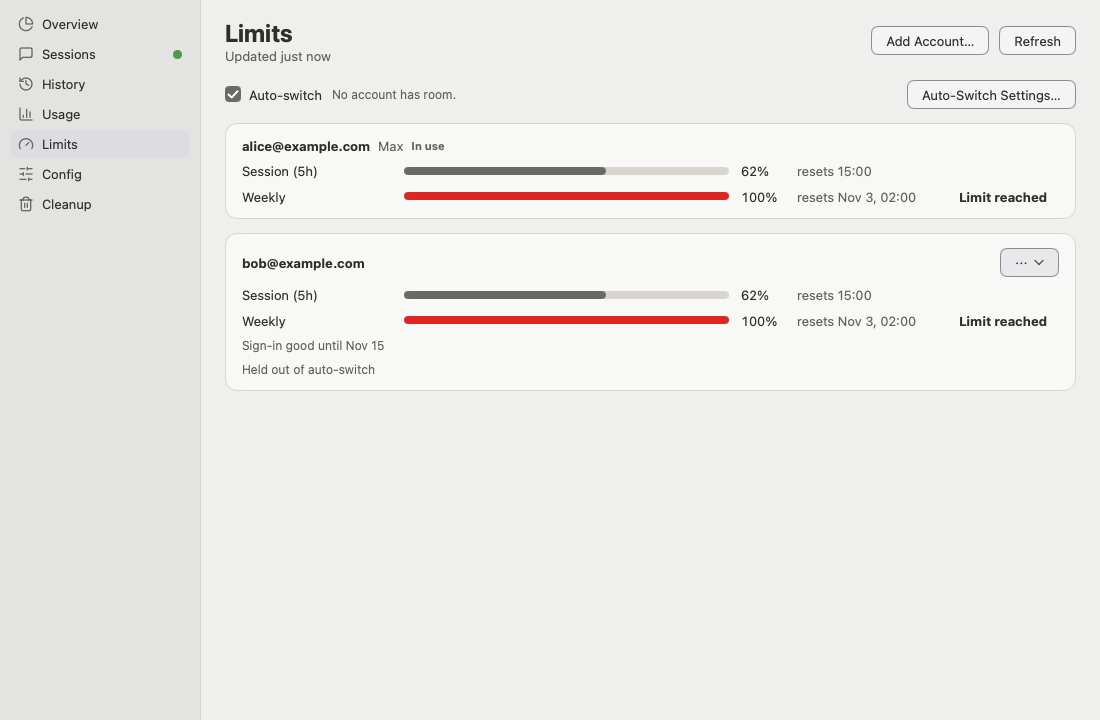 Overview
Sessions
History
Usage
Limits
Config
Cleanup
Limits
Updated just now
Add Account...
Refresh
Auto-switch No account has room.
Auto-Switch Settings...
alice@example.com Max In use
Session (5h) 62% resets 15:00
Weekly 100% resets Nov 3, 02:00 Limit reached
bob@example.com ...
Session (5h) 62% resets 15:00
Weekly 100% resets Nov 3, 02:00 Limit reached
Sign-in good until Nov 15
Held out of auto-switch